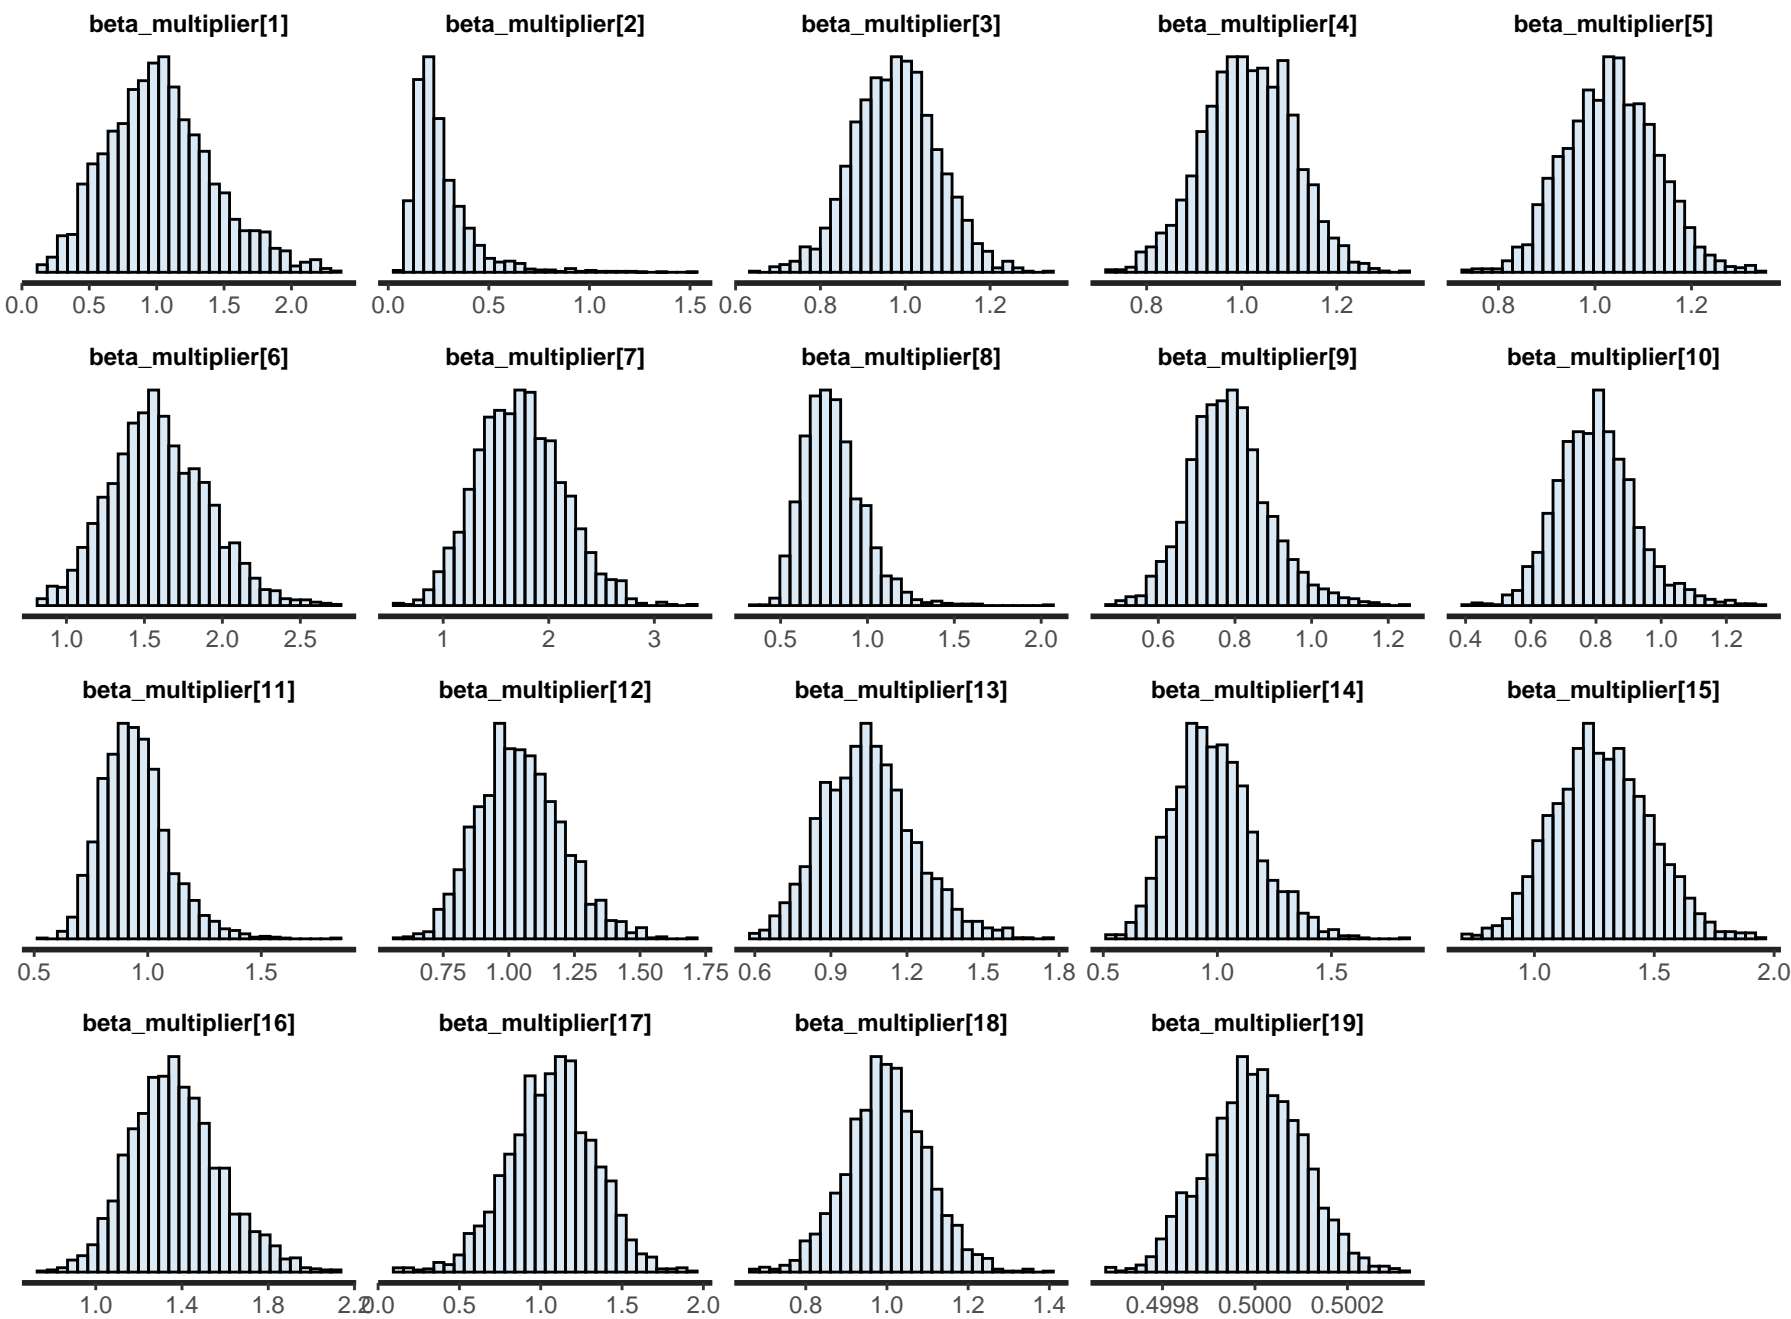 beta_multiplier[1] beta_multiplier[2] beta_multiplier[3] beta_multiplier[4] beta_multiplier[5]
0.0 0.5 1.0 1.5 2.0 0.0 0.5 1.0 1.5 0.6 0.8 1.0 1.2 0.8 1.0 1.2 0.8 1.0 1.2
beta_multiplier[6] beta_multiplier[7] beta_multiplier[8] beta_multiplier[9] beta_multiplier[10]
1.0 1.5 2.0 2.5 1 2 3 0.5 1.0 1.5 2.0 0.6 0.8 1.0 1.2 0.4 0.6 0.8 1.0 1.2
beta_multiplier[11] beta_multiplier[12] beta_multiplier[13] beta_multiplier[14] beta_multiplier[15]
0.5 1.0 1.5 0.75 1.00 1.25 1.50 1.75 0.6 0.9 1.2 1.5 1.8 0.5 1.0 1.5 1.0 1.5 2.0
beta_multiplier[16] beta_multiplier[17] beta_multiplier[18] beta_multiplier[19]
1.0 1.4 1.8 2.2 0.0 0.5 1.0 1.5 2.0 0.8 1.0 1.2 1.4 0.4998 0.5000 0.5002